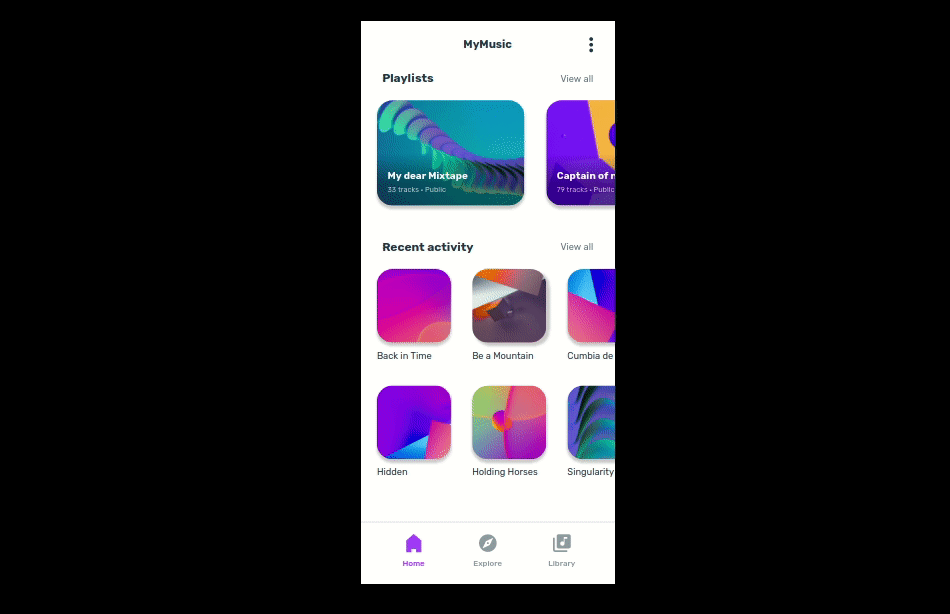 MyMusic
Playlists
View all
My dear Mixtape
33 tracks • Public
Captain of
79 tracks • Public
Recent activity
View all
Back in Time
Be a Mountain
Cumbia de
Hidden
Holding Horses
Singularity
Home
Explore
Library